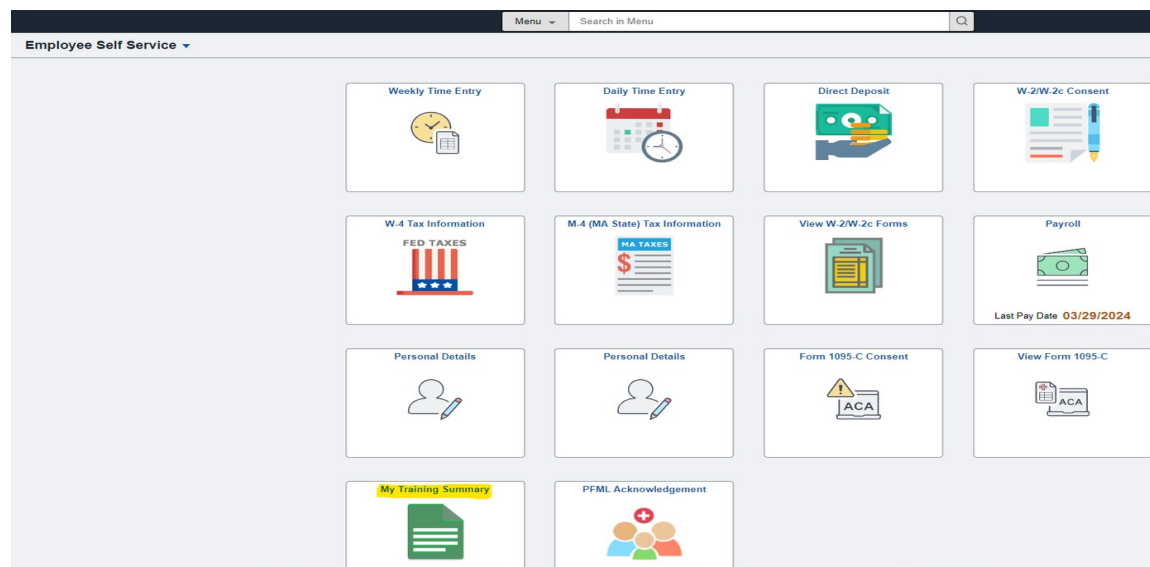 Menu
Search in Menu
Employee Self Service
Weekly Time Entry
Daily Time Entry
Direct Deposit
W-2/W-2c Consent
W-4 Tax Information
FED TAXES
M-4 (MA State) Tax Information
MA TAXES
$
View W-2/W-2c Forms
Payroll
Last Pay Date 03/29/2024
Personal Details
Personal Details
Form 1095-C Consent
ACA
View Form 1095-C
ACA
My Training Summary
PFML Acknowledgement